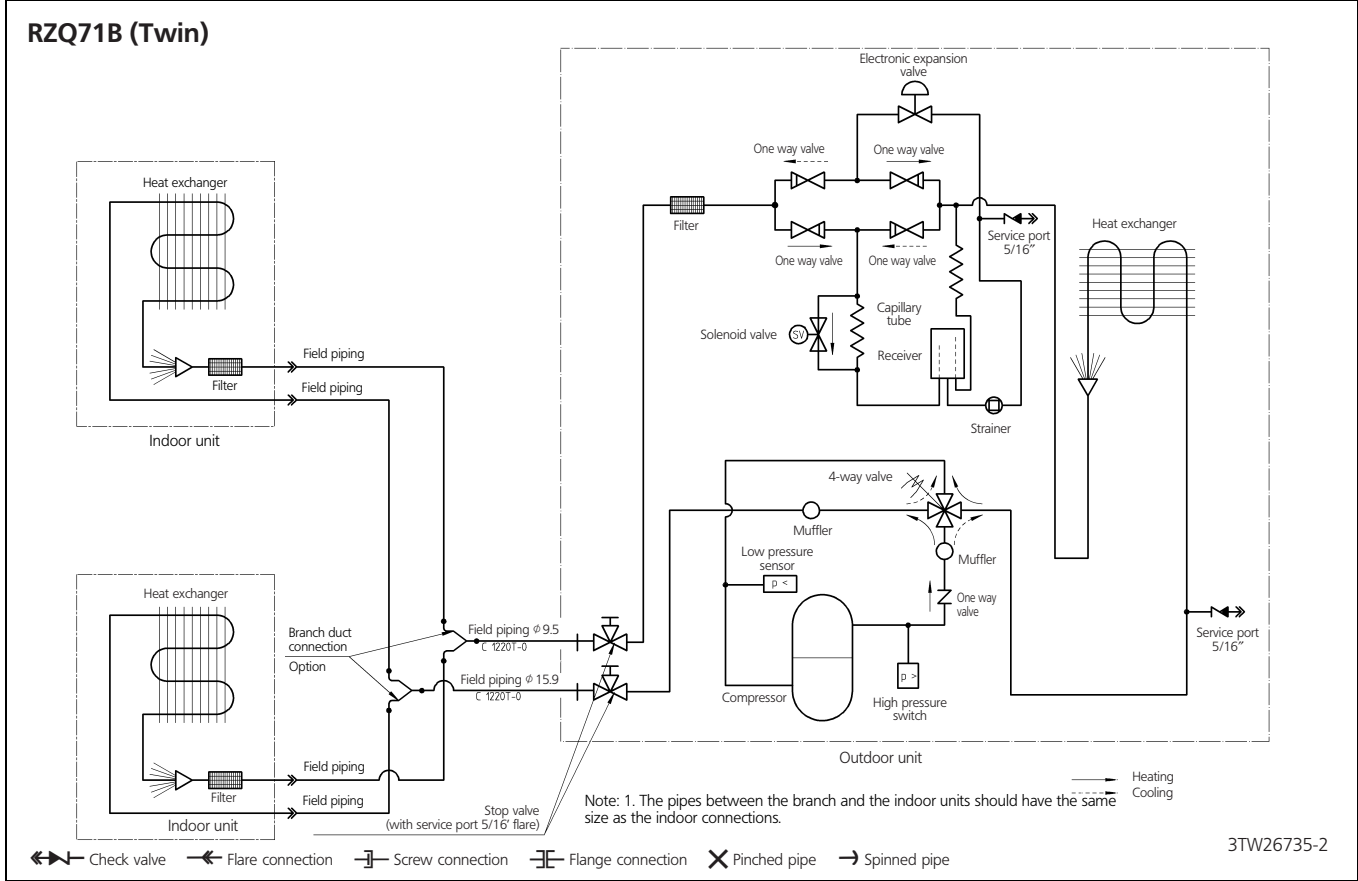 RZQ71B (Twin)
Electronic expansion
valve
One way valve
One way valve
Heat exchanger
Filter
Service port
5/16″
Heat exchanger
One way valve
One way valve
Capillary
tube
Solenoid valve
SV
Receiver
Field piping
Filter
Field piping
Strainer
Indoor unit
4-way valve
Muffler
Low pressure
sensor
p <
Muffler
Heat exchanger
One way
valve
Branch duct
connection
Option
Field piping ϕ 9.5
C 1220T-0
Service port
5/16″
Field piping ϕ 15.9
C 1220T-0
p >
Compressor
High pressure
switch
Outdoor unit
Field piping
Filter
Field piping
Indoor unit
Stop valve
(with service port 5/16' flare)
Heating
Cooling
Note: 1. The pipes between the branch and the indoor units should have the same
size as the indoor connections.
3TW26735-2
Check valve
Flare connection
Screw connection
Flange connection
Pinched pipe
Spinned pipe